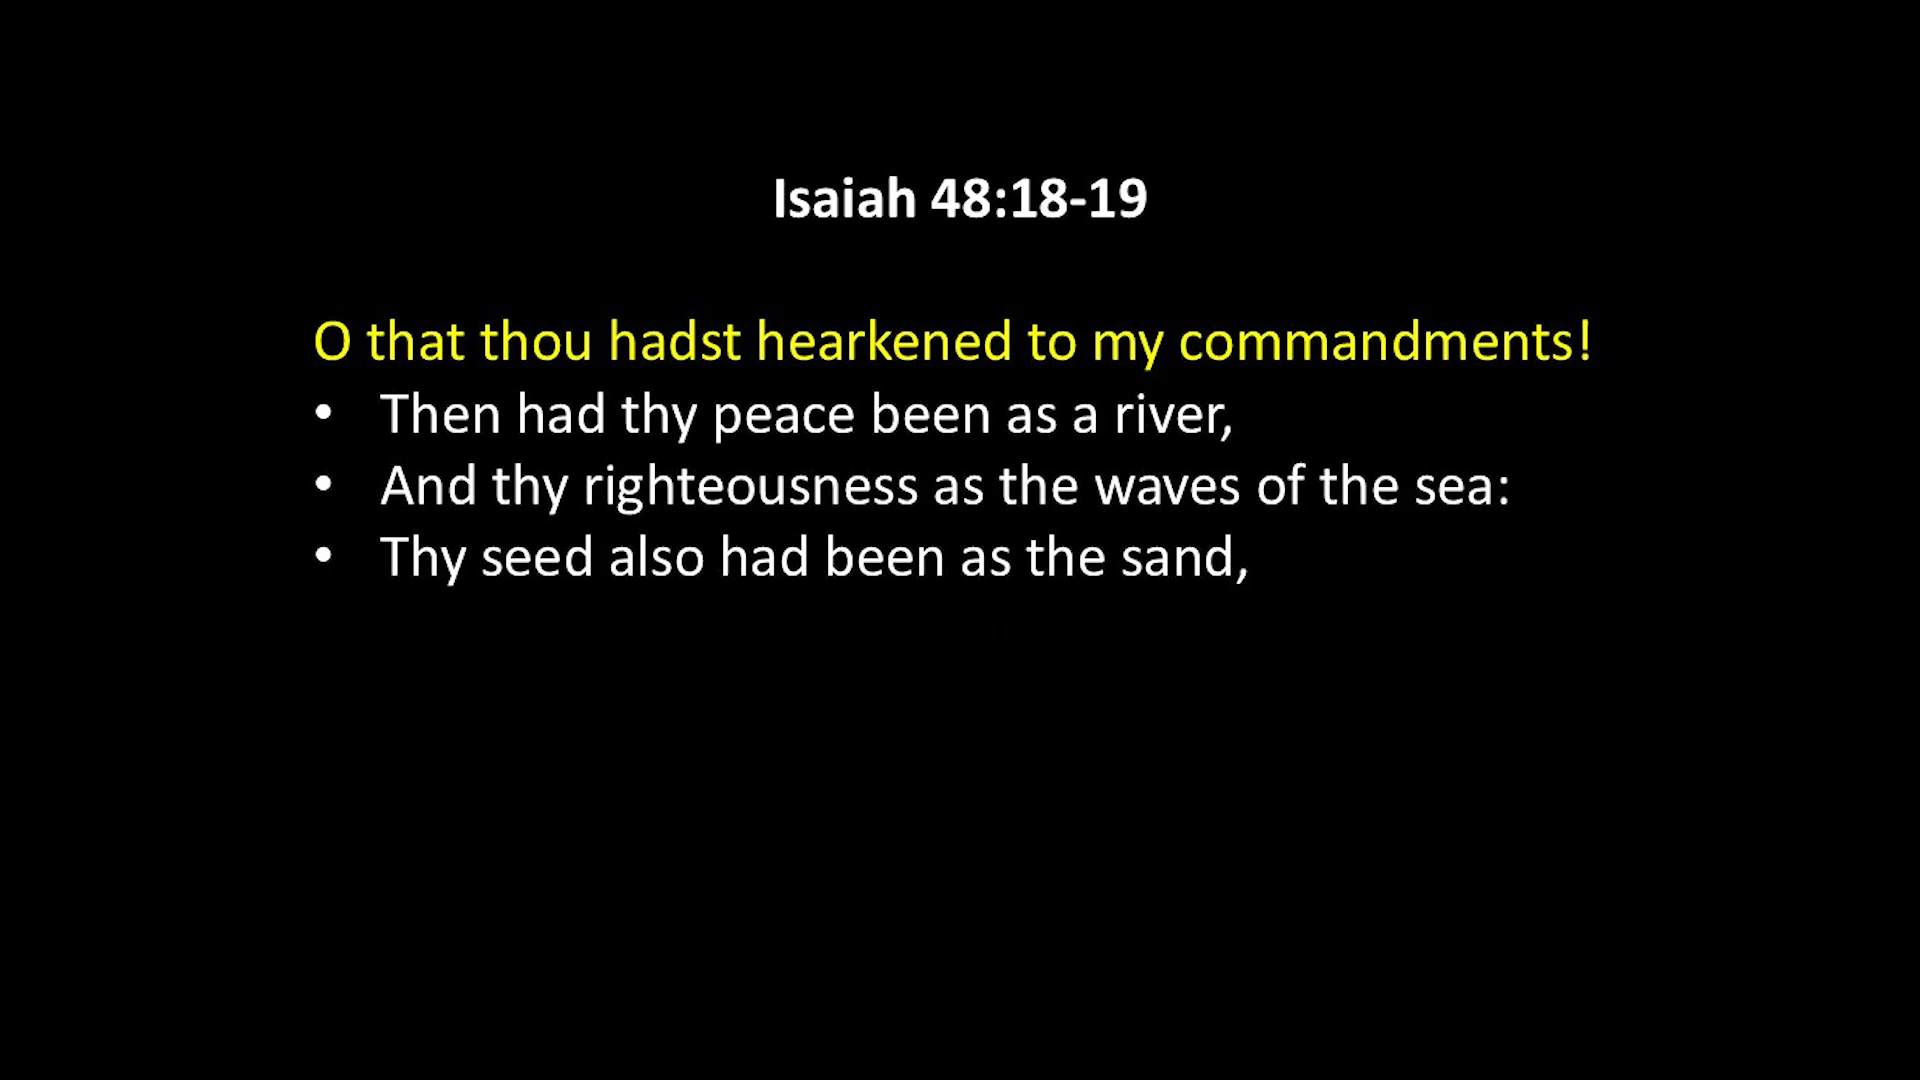 Isaiah 48:18-19
O that thou hadst hearkened to my commandments!
• Then had thy peace been as a river,
• And thy righteousness as the waves of the sea:
• Thy seed also had been as the sand,